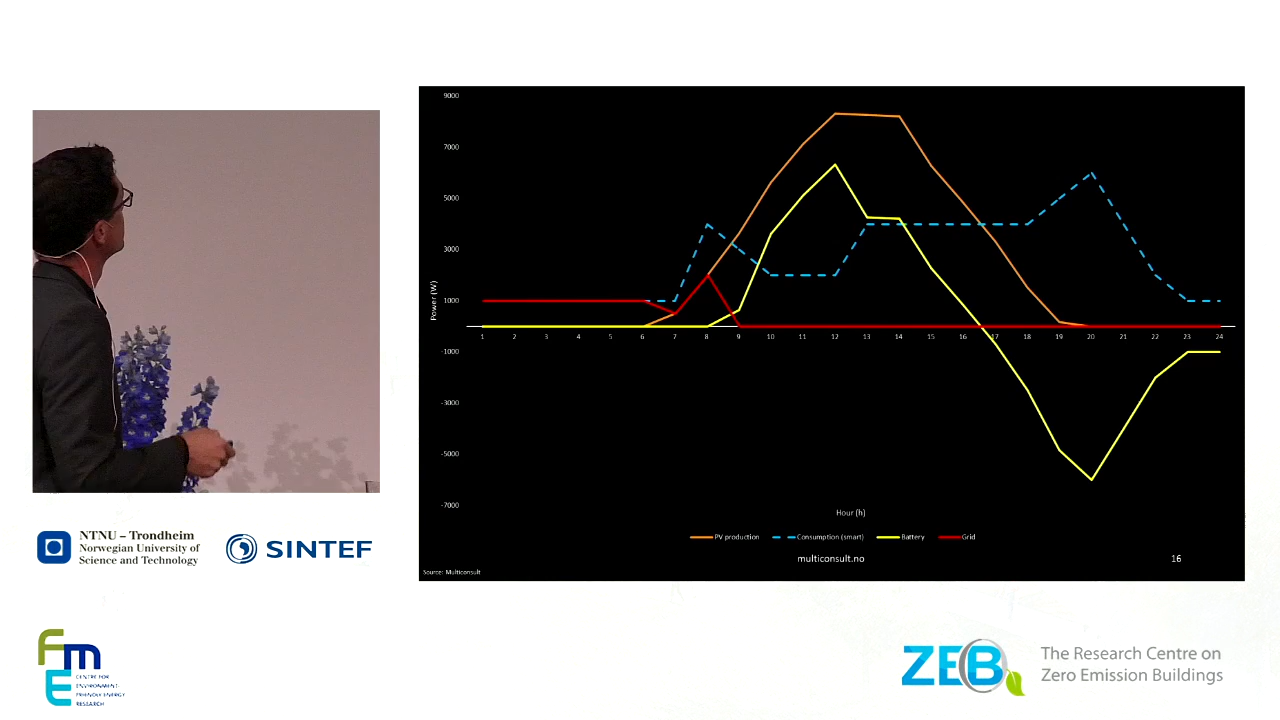 9000
7000
5000
3000
1000
-1000
-3000
-5000
-7000
Power (W)
1 2 3 4 5 6 7 8 9 10 11 12 13 14 15 16 17 18 19 20 21 22 23 24
Hour (h)
PV production Consumption (smart) Battery Grid
multiconsult.no 16
Source: Multiconsult
NTNU – Trondheim
Norwegian University of
Science and Technology
SINTEF
Fme
CENTRE FOR
ENVIRONMENT-
FRIENDLY ENERGY
RESEARCH
ZEB
The Research Centre on
Zero Emission Buildings